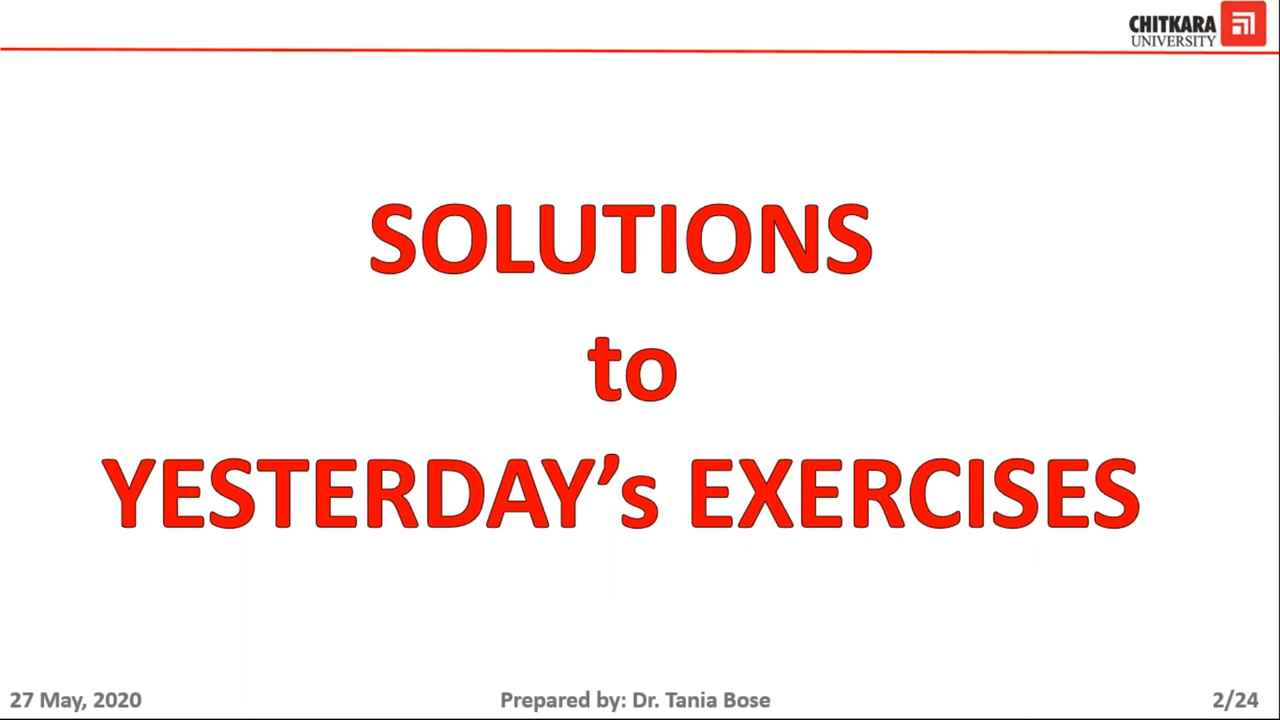 CHITKARA
UNIVERSITY
SOLUTIONS
to
YESTERDAY’s EXERCISES
27 May, 2020
Prepared by: Dr. Tania Bose
2/24